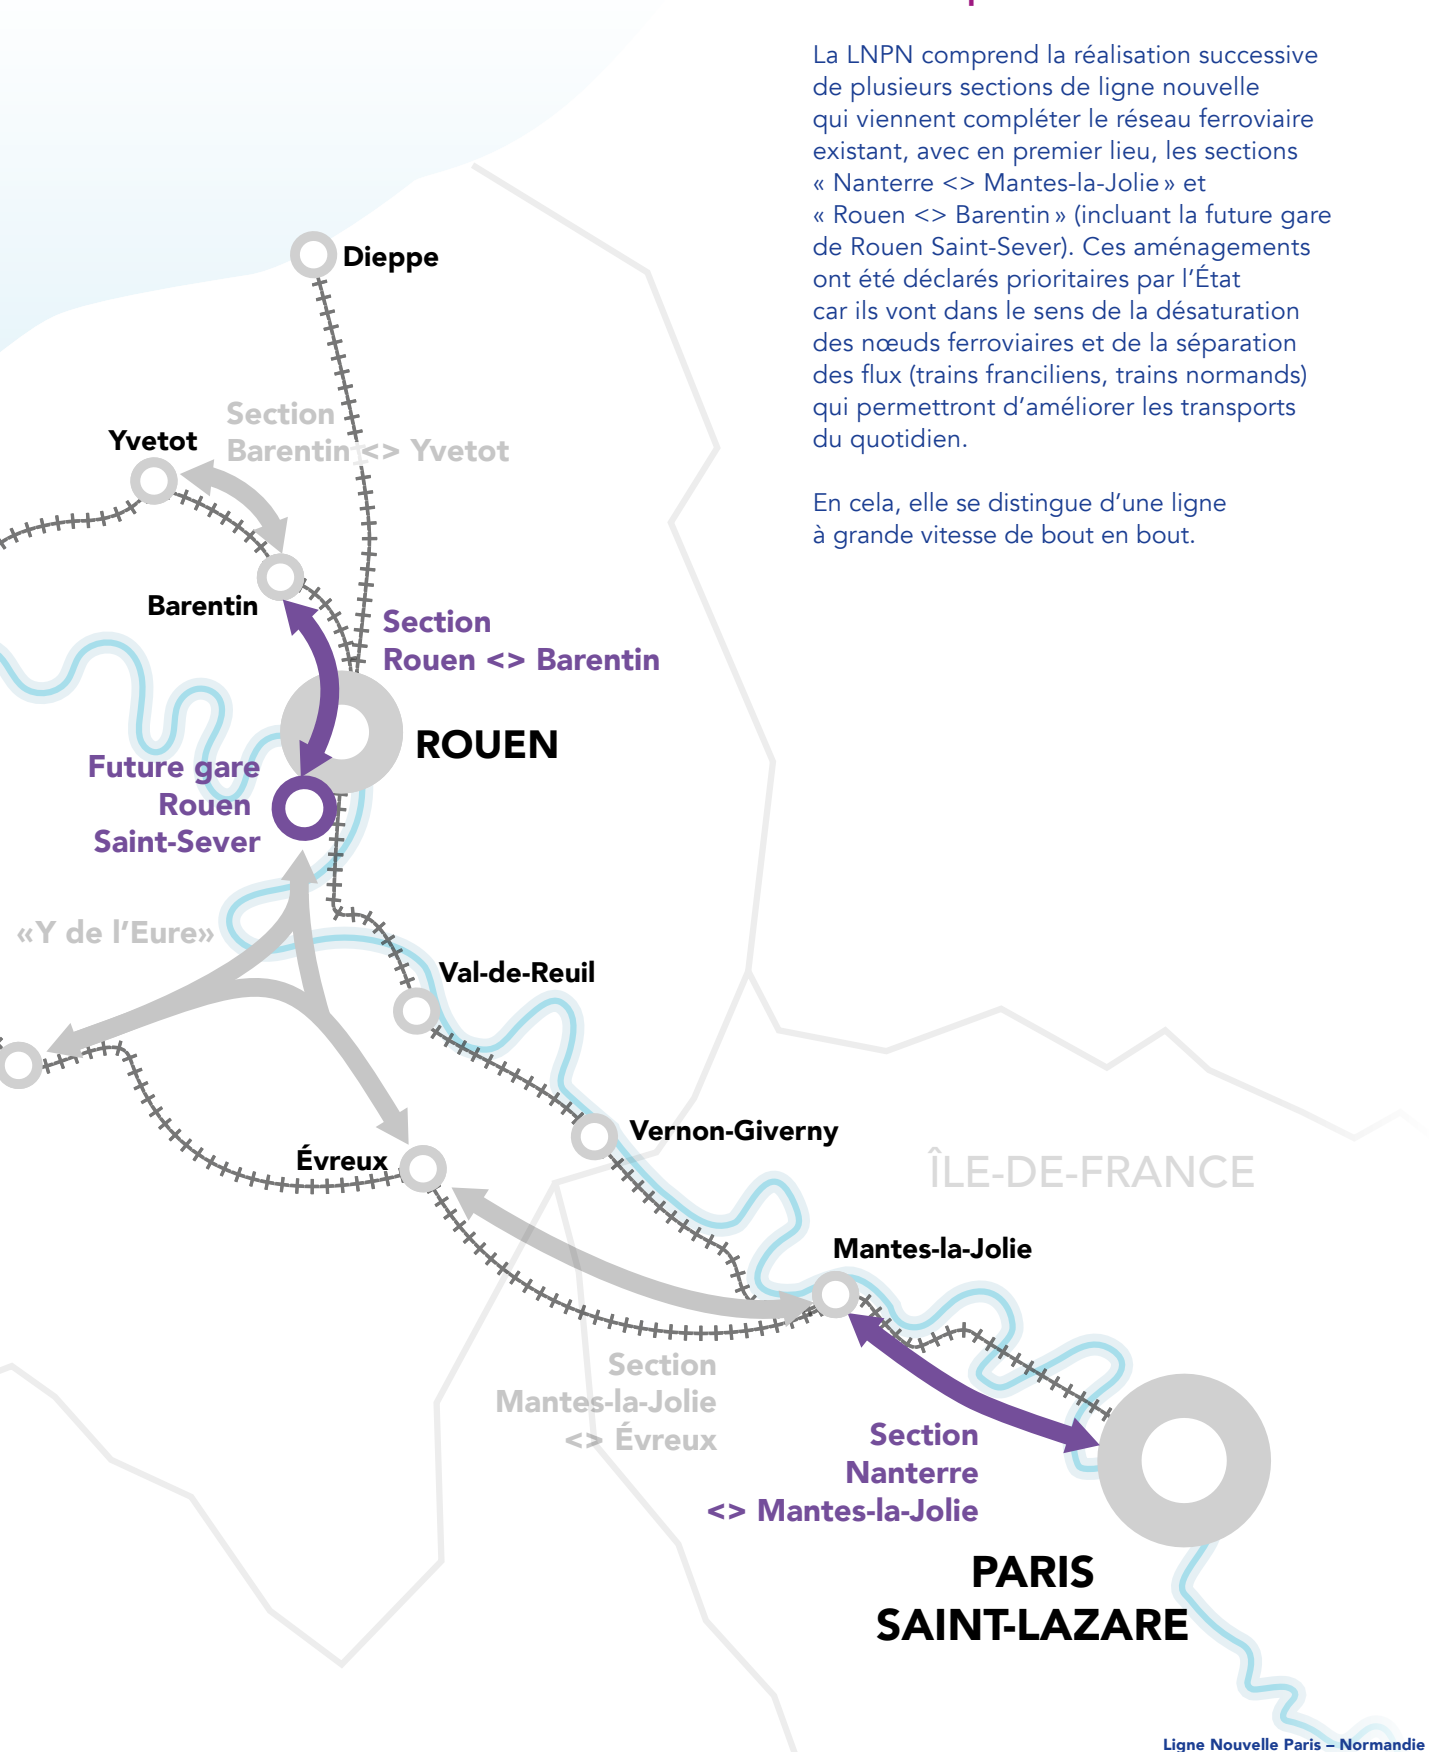 La LNPN comprend la réalisation successive
de plusieurs sections de ligne nouvelle
qui viennent compléter le réseau ferroviaire
existant, avec en premier lieu, les sections
« Nanterre <> Mantes-la-Jolie » et
« Rouen <> Barentin » (incluant la future gare
de Rouen Saint-Sever). Ces aménagements
ont été déclarés prioritaires par l’État
car ils vont dans le sens de la désaturation
des nœuds ferroviaires et de la séparation
des flux (trains franciliens, trains normands)
qui permettront d’améliorer les transports
du quotidien.
En cela, elle se distingue d’une ligne
à grande vitesse de bout en bout.
Dieppe
Section
Barentin <> Yvetot
Yvetot
Barentin
Section
Rouen <> Barentin
ROUEN
Future gare
Rouen
Saint-Sever
«Y de l’Eure»
Val-de-Reuil
Vernon-Giverny
Évreux
ÎLE-DE-FRANCE
Mantes-la-Jolie
Section
Mantes-la-Jolie
<> Évreux
Section
Nanterre
<> Mantes-la-Jolie
PARIS
SAINT-LAZARE
Ligne Nouvelle Paris – Normandie